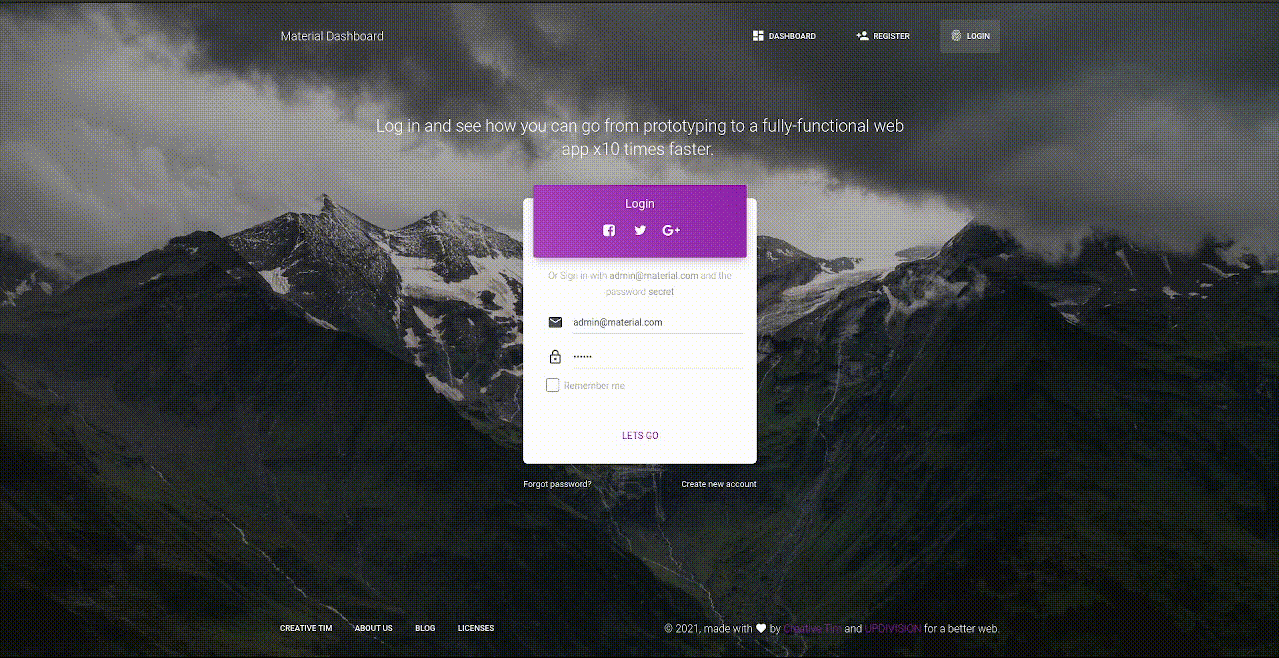 Material Dashboard
DASHBOARD
REGISTER
LOGIN
Log in and see how you can go from prototyping to a fully-functional web
app x10 times faster.
Login
G+
Or Sign in with admin@material.com and the
password secret
admin@material.com
••••••
Remember me
LETS GO
Forgot password?
Create new account
CREATIVE TIM
ABOUT US
BLOG
LICENSES
© 2021, made with ♥ by Creative Tim and UPDIVISION for a better web.